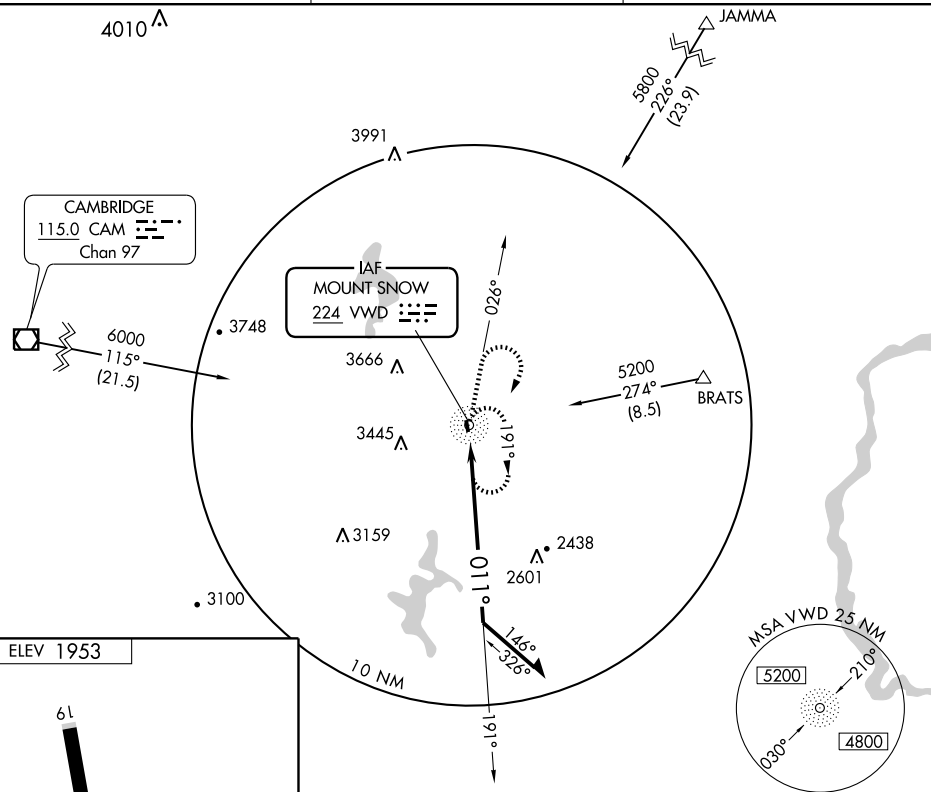 4010
JAMMA
5800
226°
(23.9)
3991
CAMBRIDGE
115.0 CAM
Chan 97
IAF
MOUNT SNOW
224 VWD
026°
3748
6000
115°
(21.5)
3666
5200
274°
(8.5)
BRATS
3445
191°
3159
2438
2601
011°
3100
146°
326°
10 NM
191°
MSA VWD 25 NM
5200
210°
4800
030°
ELEV 1953
19